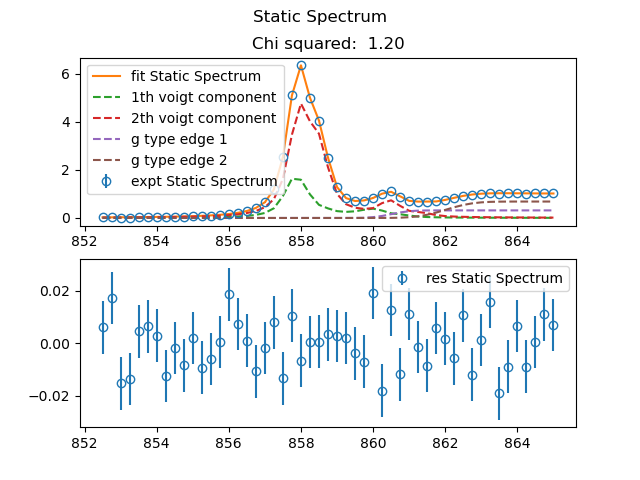 Static Spectrum
Chi squared:  1.20
fit Static Spectrum
1th voigt component
2th voigt component
g type edge 1
g type edge 2
expt Static Spectrum
6
4
2
0
852 854 856 858 860 862 864
res Static Spectrum
0.02
0.00
−0.02
852 854 856 858 860 862 864